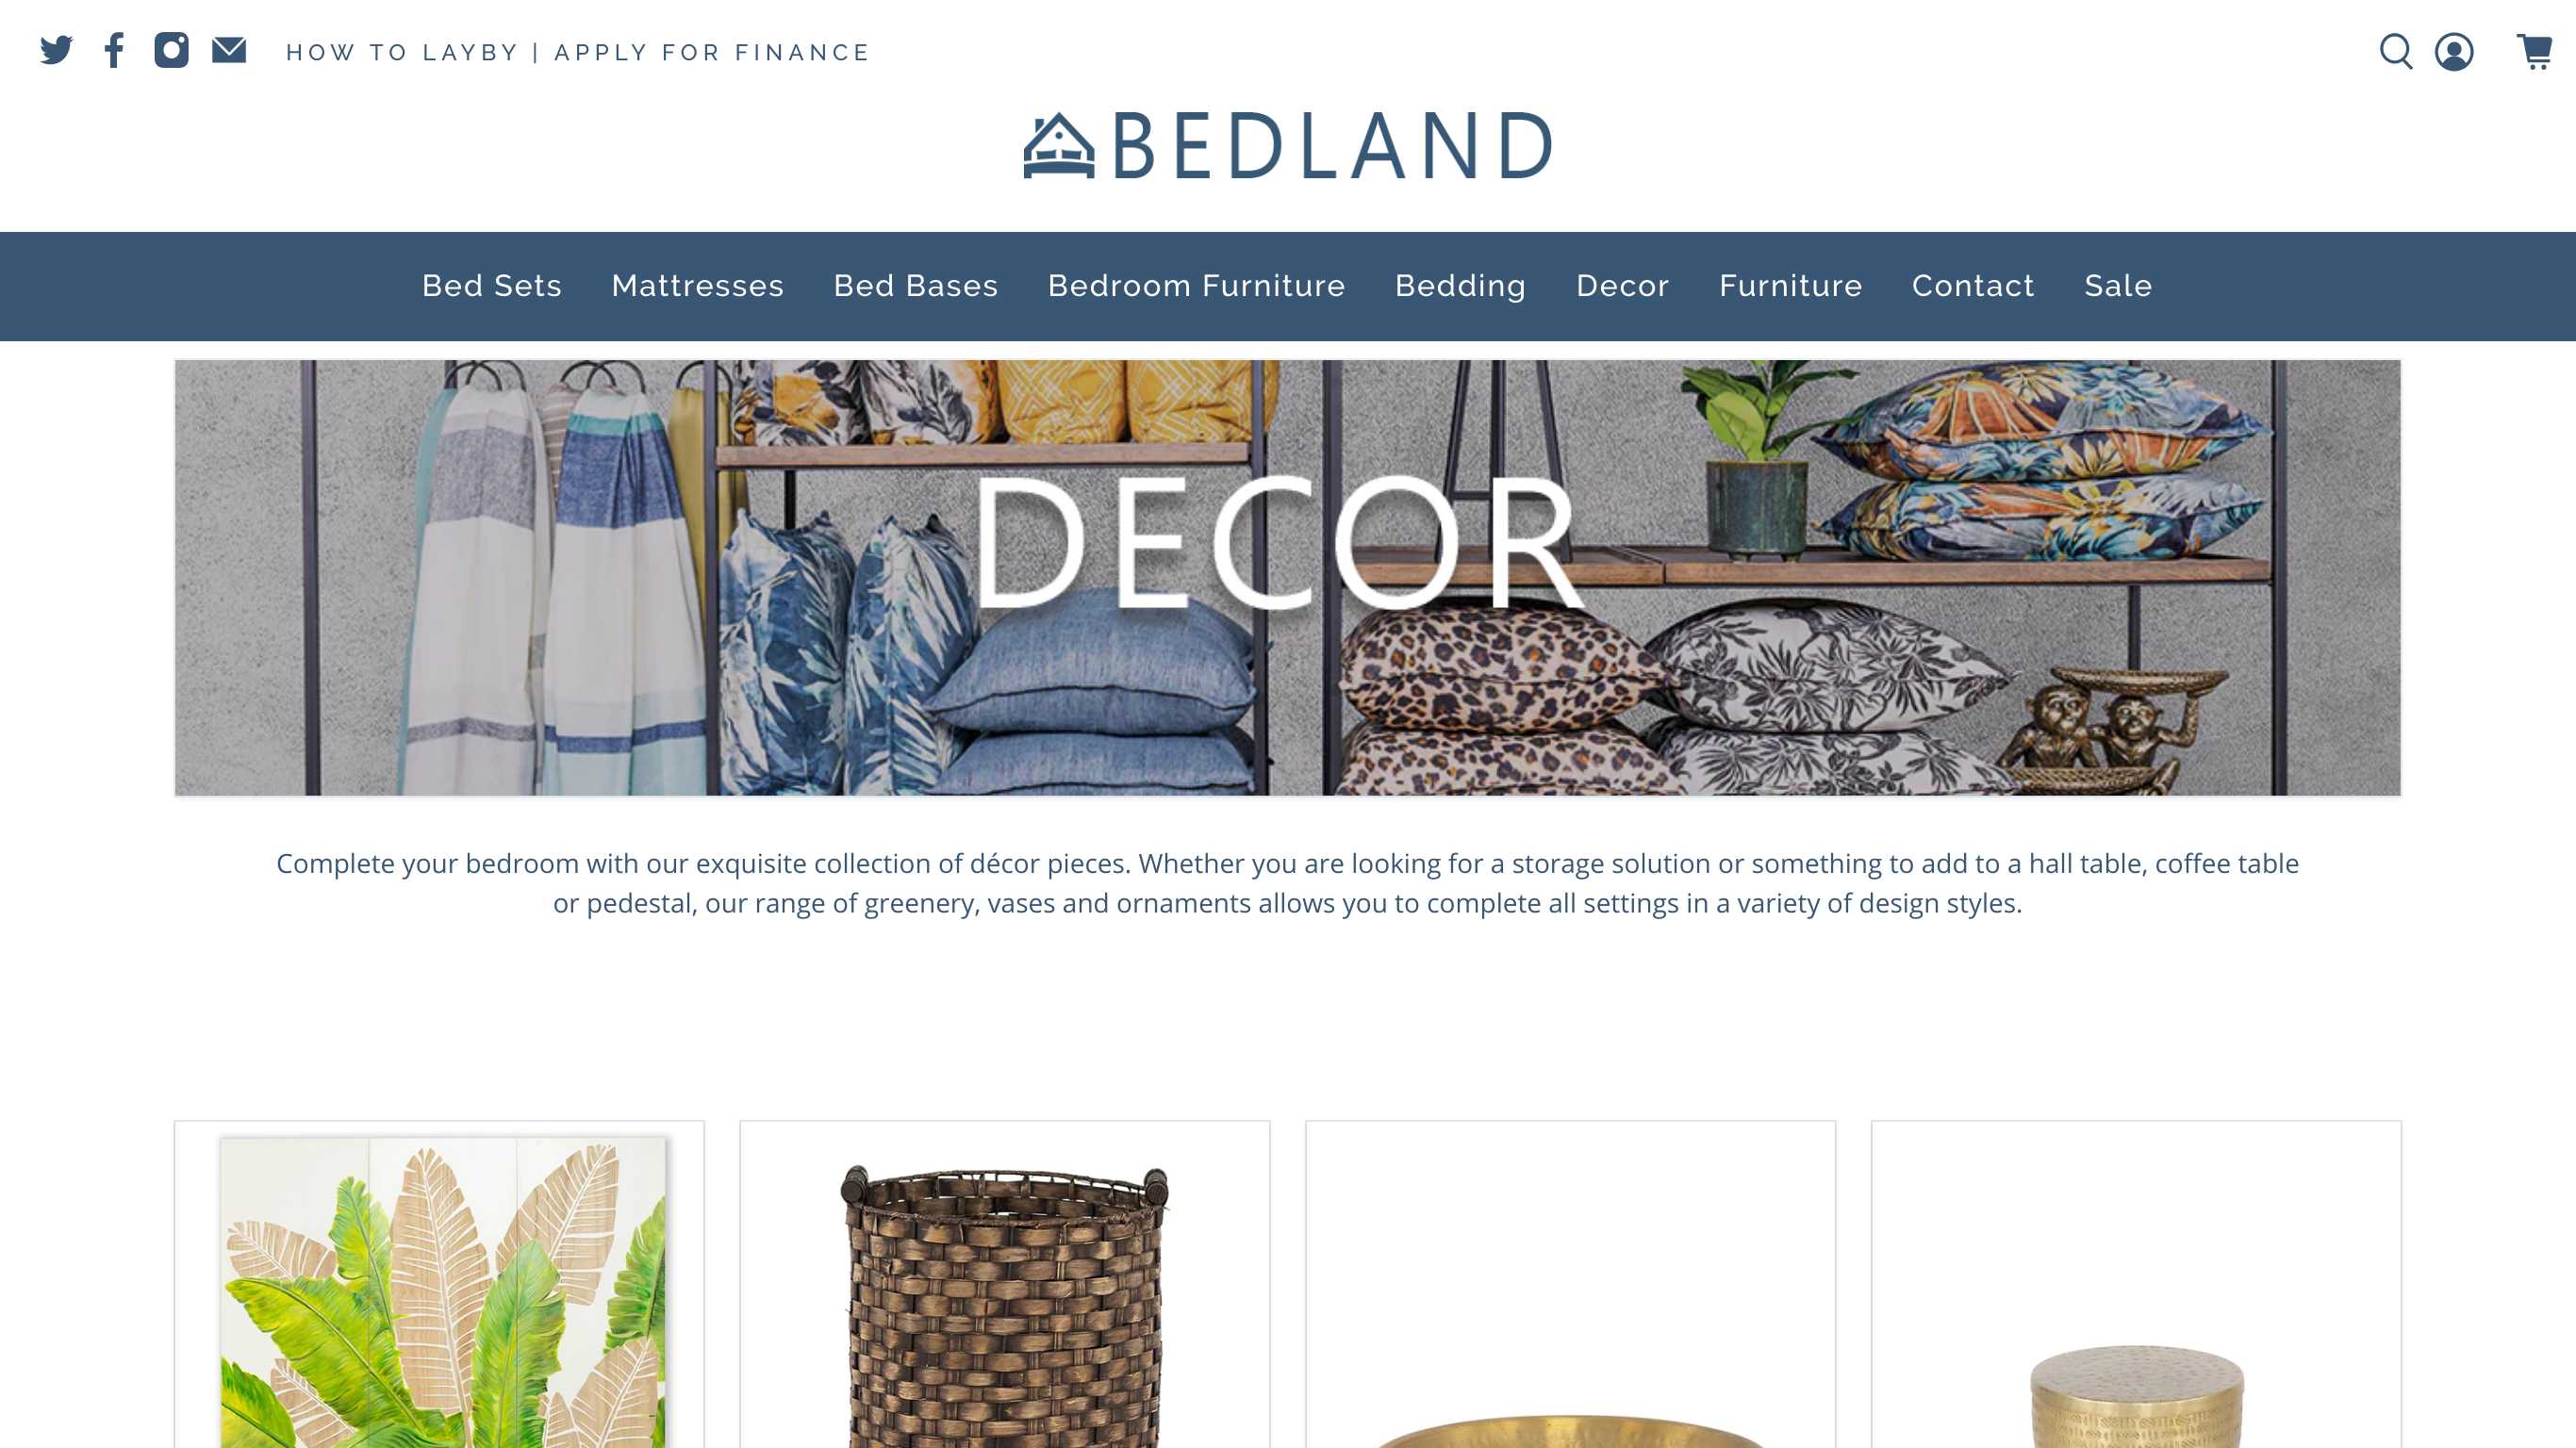 HOW TO LAYBY | APPLY FOR FINANCE
BEDLAND
Bed Sets Mattresses Bed Bases Bedroom Furniture Bedding Decor Furniture Contact Sale
DECOR
Complete your bedroom with our exquisite collection of décor pieces. Whether you are looking for a storage solution or something to add to a hall table, coffee table
or pedestal, our range of greenery, vases and ornaments allows you to complete all settings in a variety of design styles.